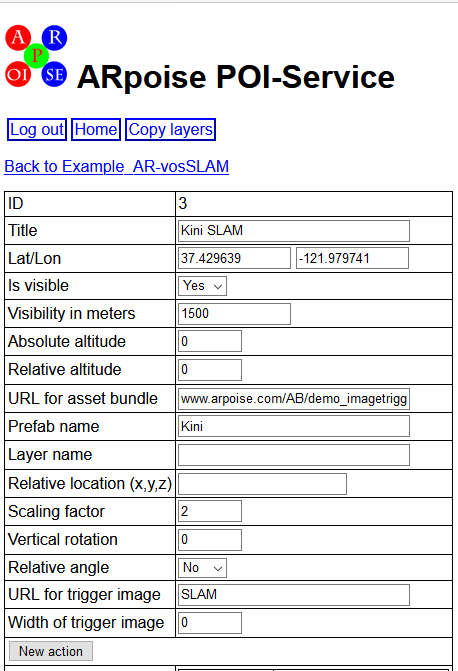 A R
P
OI SE
ARpoise POI-Service
Log out Home Copy layers
Back to Example_AR-vosSLAM
ID 3
Title Kini SLAM
Lat/Lon 37.429639 -121.979741
Is visible Yes
Visibility in meters 1500
Absolute altitude 0
Relative altitude 0
URL for asset bundle www.arpoise.com/AB/demo_imagetrigg
Prefab name Kini
Layer name
Relative location (x,y,z)
Scaling factor 2
Vertical rotation 0
Relative angle No
URL for trigger image SLAM
Width of trigger image 0
New action